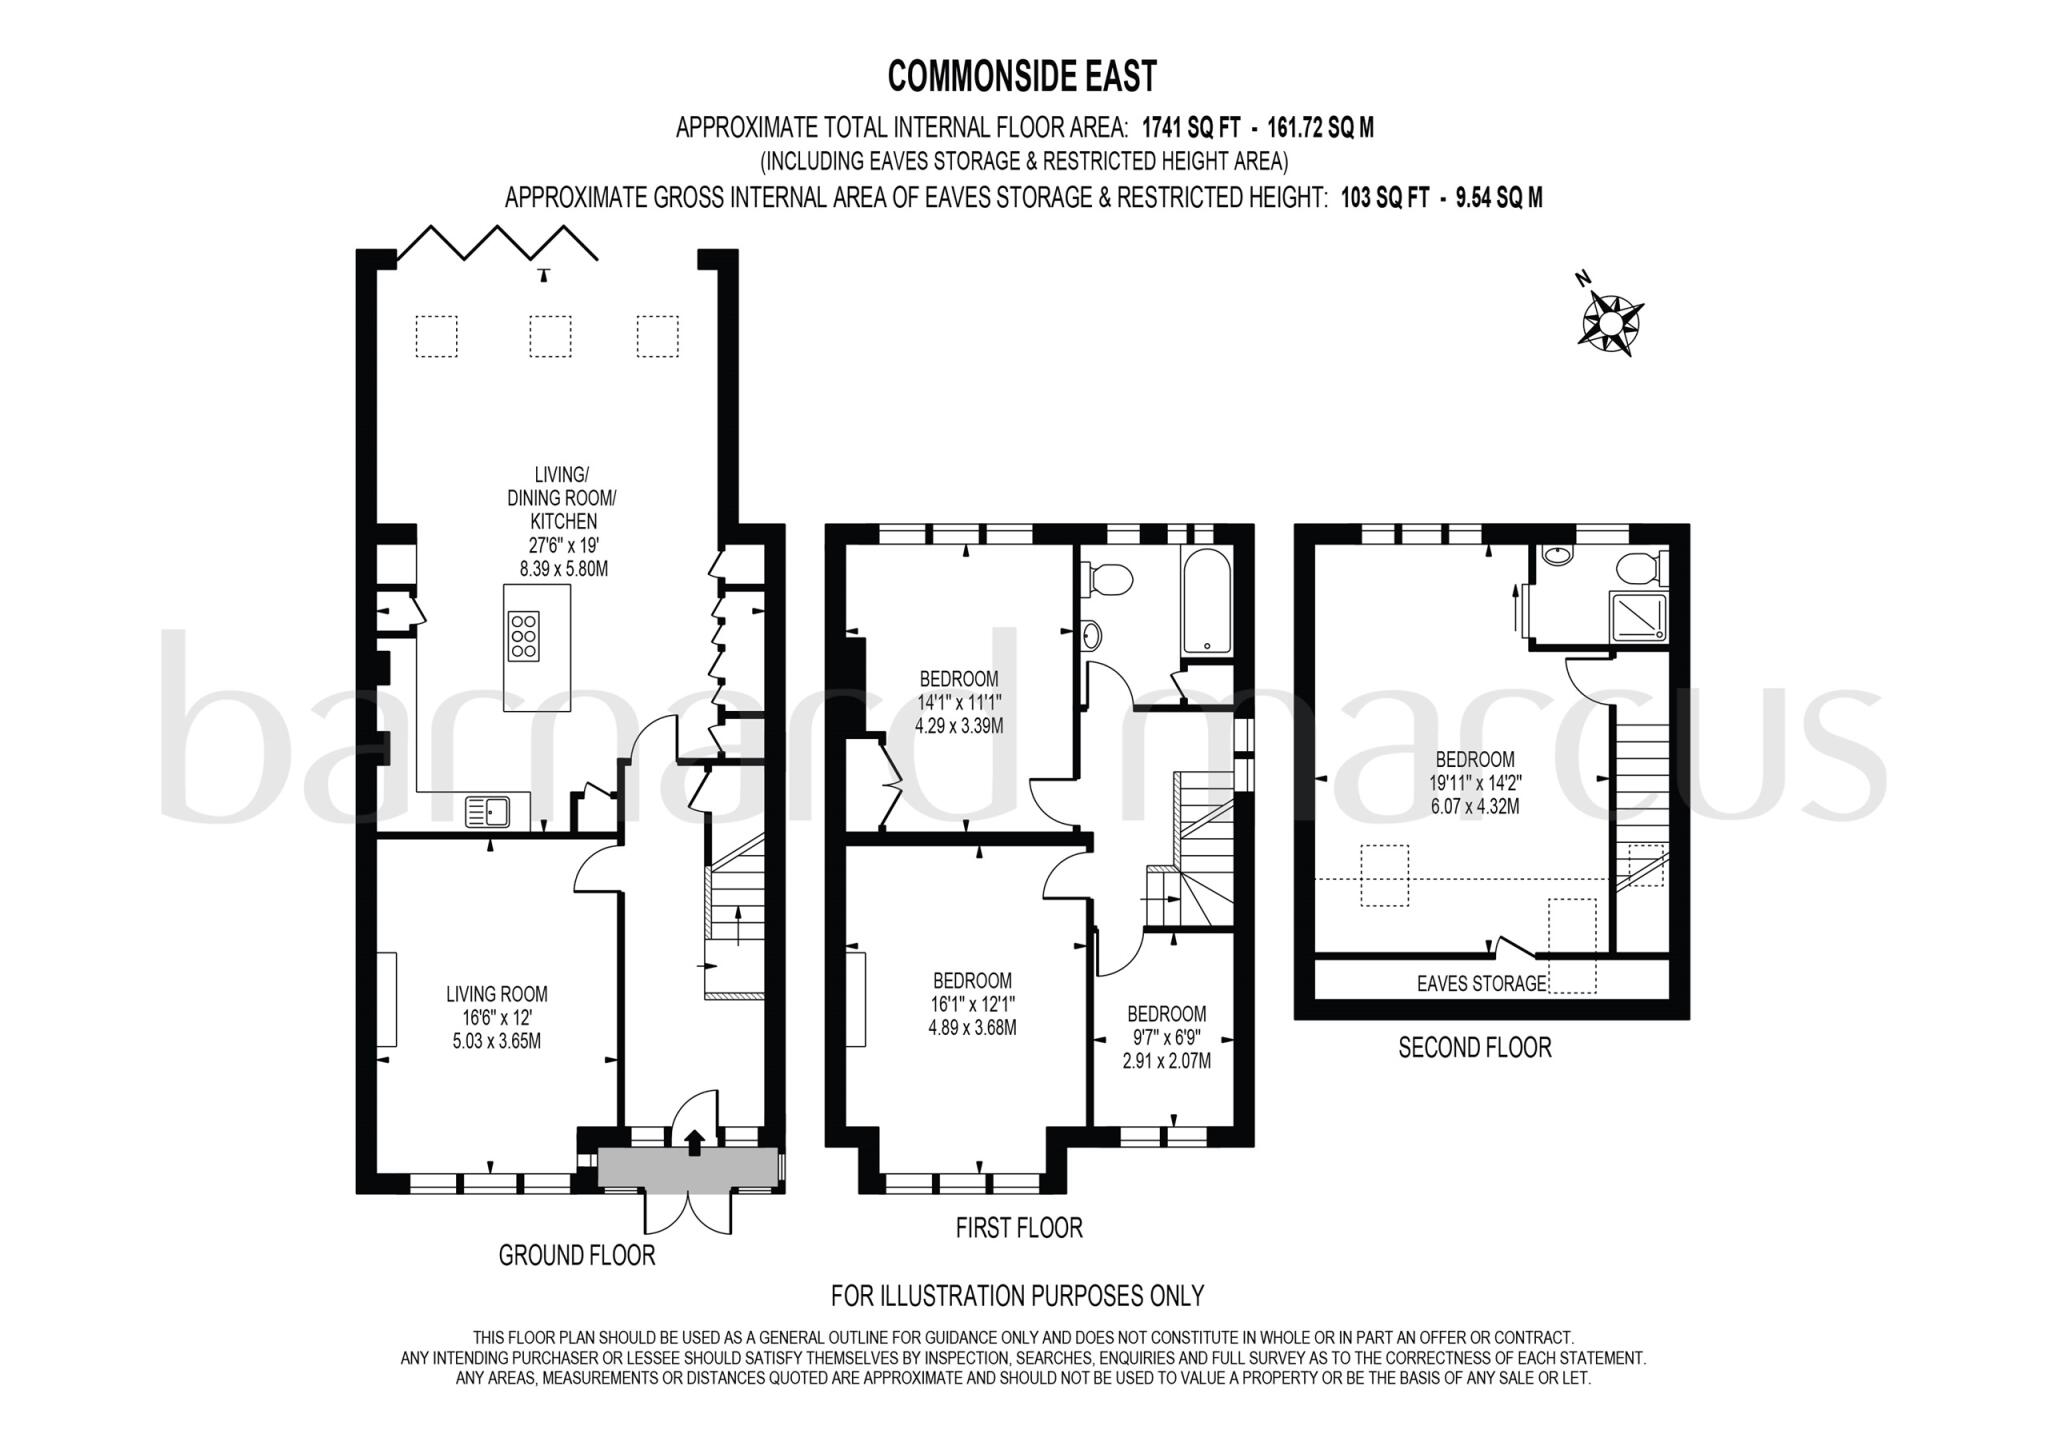 COMMONSIDE EAST
APPROXIMATE TOTAL INTERNAL FLOOR AREA: 1741 SQ FT - 161.72 SQ M
(INCLUDING EAVES STORAGE & RESTRICTED HEIGHT AREA)
APPROXIMATE GROSS INTERNAL AREA OF EAVES STORAGE & RESTRICTED HEIGHT: 103 SQ FT - 9.54 SQ M
N
LIVING/
DINING ROOM/
KITCHEN
27'6" x 19'
8.39 x 5.80M
LIVING ROOM
16'6" x 12'
5.03 x 3.65M
GROUND FLOOR
BEDROOM
14'1" x 11'1"
4.29 x 3.39M
BEDROOM
16'1" x 12'1"
4.89 x 3.68M
BEDROOM
9'7" x 6'9"
2.91 x 2.07M
FIRST FLOOR
BEDROOM
19'11" x 14'2"
6.07 x 4.32M
EAVES STORAGE
SECOND FLOOR
barnard marcus
FOR ILLUSTRATION PURPOSES ONLY
THIS FLOOR PLAN SHOULD BE USED AS A GENERAL OUTLINE FOR GUIDANCE ONLY AND DOES NOT CONSTITUTE IN WHOLE OR IN PART AN OFFER OR CONTRACT.
ANY INTENDING PURCHASER OR LESSEE SHOULD SATISFY THEMSELVES BY INSPECTION, SEARCHES, ENQUIRIES AND FULL SURVEY AS TO THE CORRECTNESS OF EACH STATEMENT.
ANY AREAS, MEASUREMENTS OR DISTANCES QUOTED ARE APPROXIMATE AND SHOULD NOT BE USED TO VALUE A PROPERTY OR BE THE BASIS OF ANY SALE OR LET.